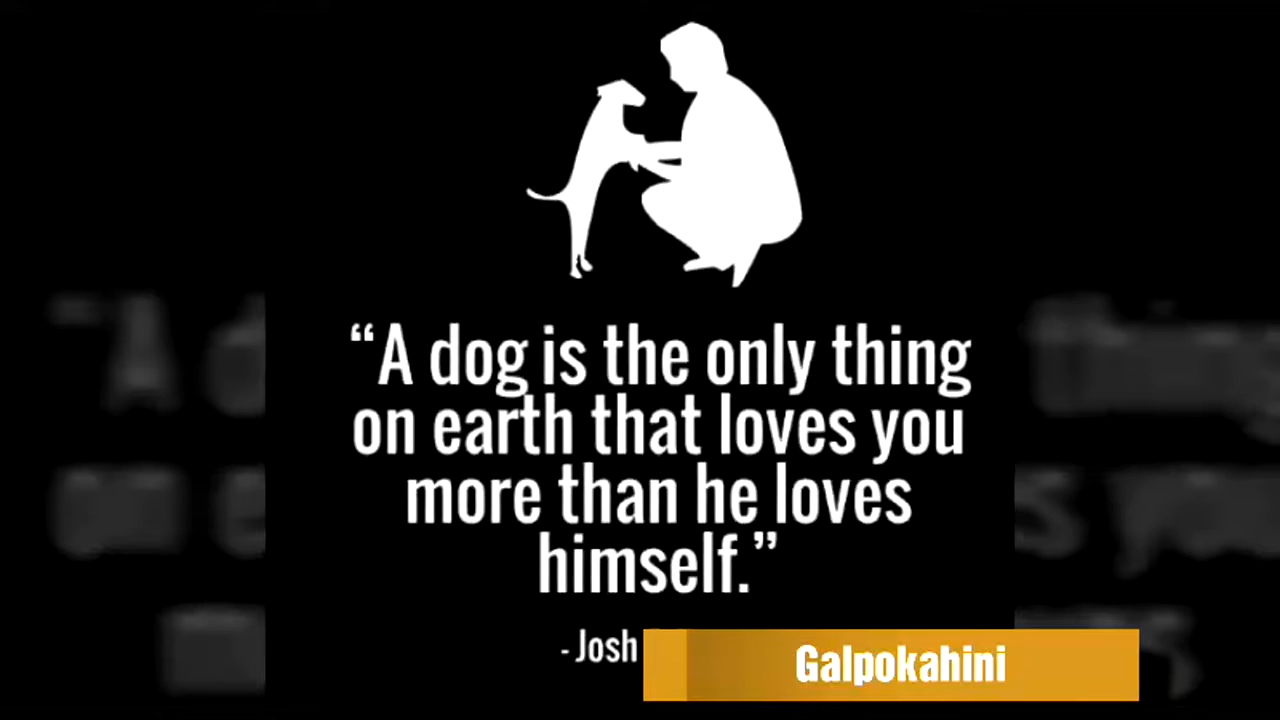 “A dog is the only thing
on earth that loves you
more than he loves
himself.”
- Josh
Galpokahini